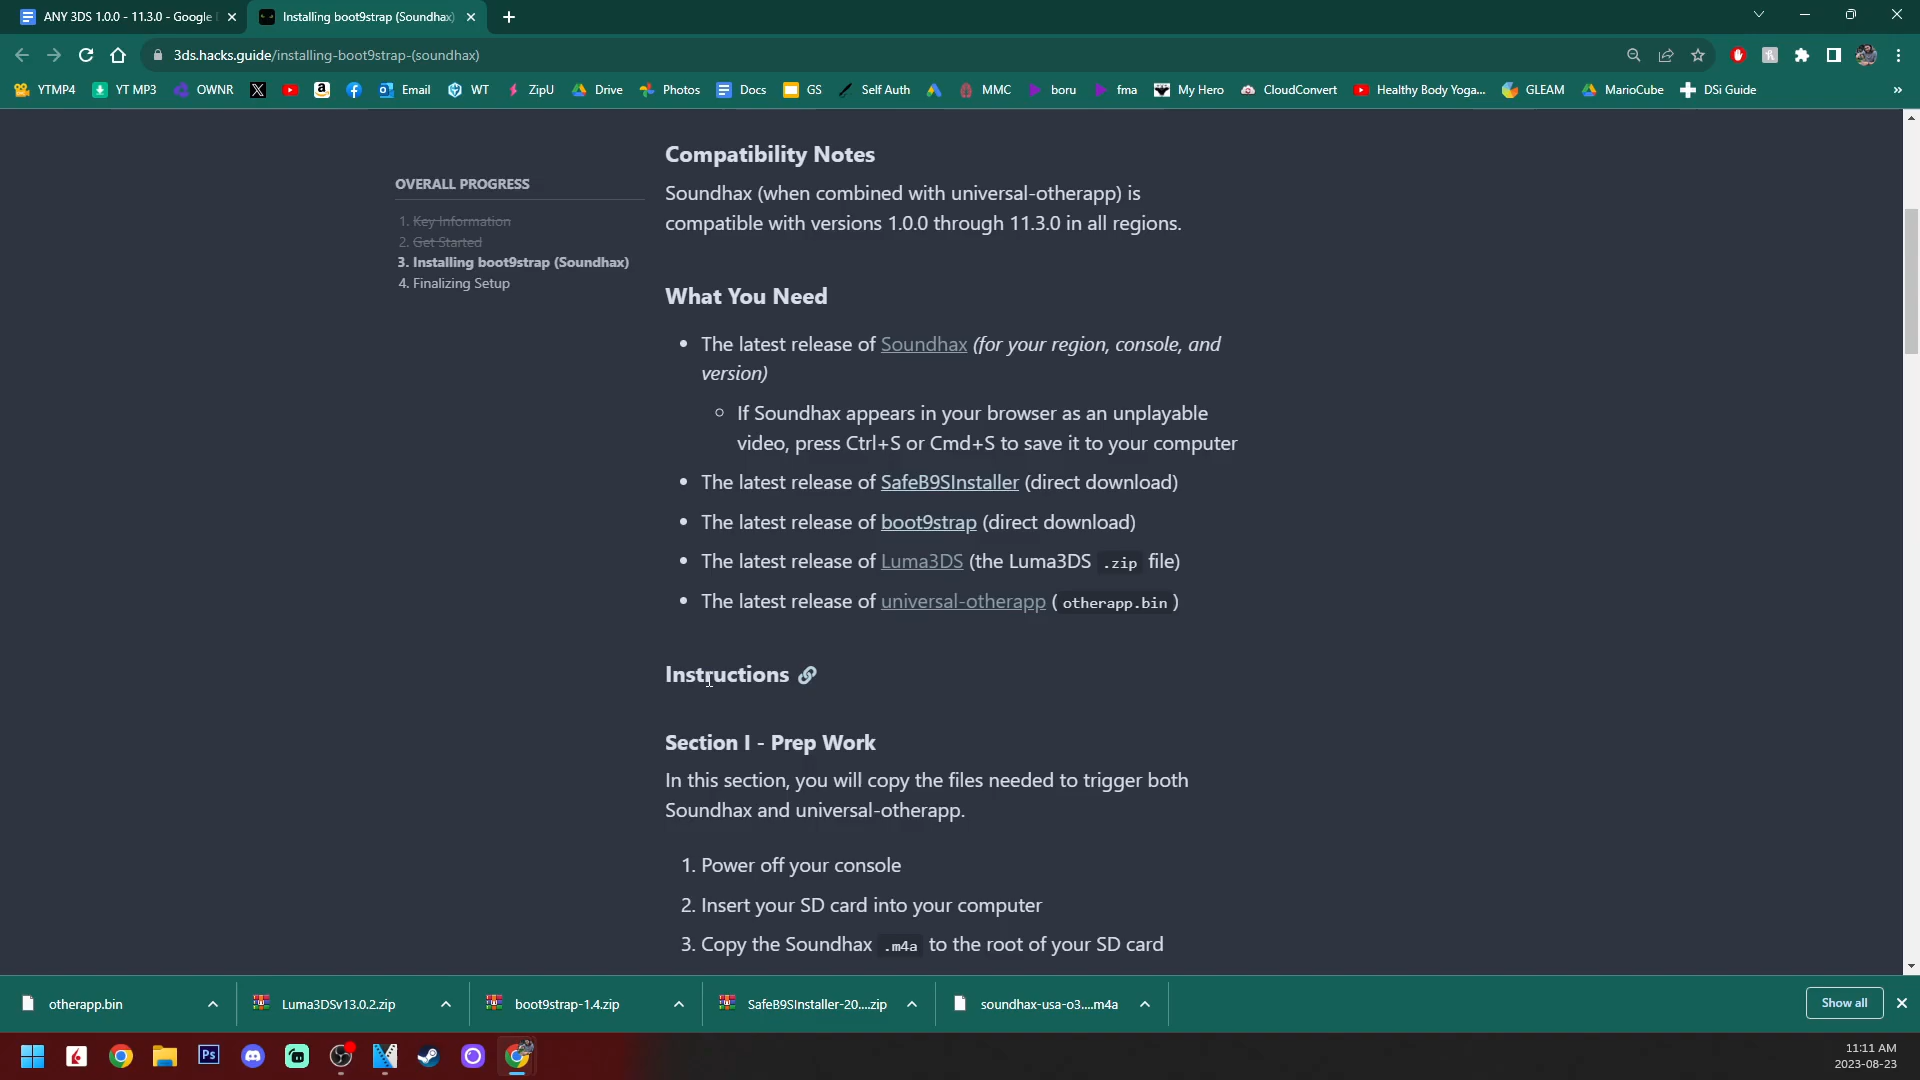 ANY 3DS 1.0.0 - 11.3.0 - Google
Installing boot9strap (Soundhax)
3ds.hacks.guide/installing-boot9strap-(soundhax)
YTMP4
YT MP3
OWNR
Email
WT
ZipU
Drive
Photos
Docs
GS
Self Auth
MMC
boru
fma
My Hero
CloudConvert
Healthy Body Yoga...
GLEAM
MarioCube
DSi Guide
»
OVERALL PROGRESS
1. Key Information
2. Get Started
3. Installing boot9strap (Soundhax)
4. Finalizing Setup
Compatibility Notes
Soundhax (when combined with universal-otherapp) is
compatible with versions 1.0.0 through 11.3.0 in all regions.
What You Need
• The latest release of Soundhax (for your region, console, and
version)
If Soundhax appears in your browser as an unplayable
video, press Ctrl+S or Cmd+S to save it to your computer
• The latest release of SafeB9SInstaller (direct download)
• The latest release of boot9strap (direct download)
• The latest release of Luma3DS (the Luma3DS .zip file)
• The latest release of universal-otherapp ( otherapp.bin )
Instructions
Section I - Prep Work
In this section, you will copy the files needed to trigger both
Soundhax and universal-otherapp.
1. Power off your console
2. Insert your SD card into your computer
3. Copy the Soundhax .m4a to the root of your SD card
otherapp.bin
Luma3DSv13.0.2.zip
boot9strap-1.4.zip
SafeB9SInstaller-20....zip
soundhax-usa-o3....m4a
Show all
Ps
11:11 AM
2023-08-23